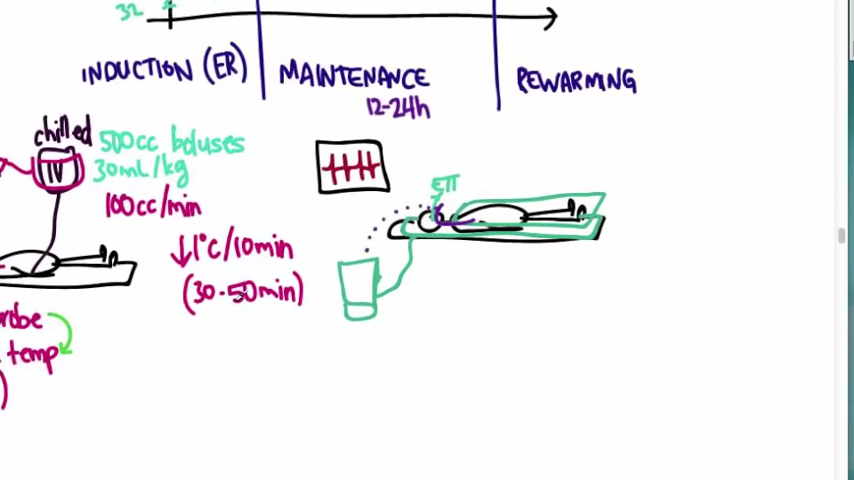 32
INDUCTION (ER)
MAINTENANCE
12-24h
REWARMING
chilled
IV
500cc boluses
30mL/kg
100cc/min
↓1°c/10min
(30-50min)
ETT
temp